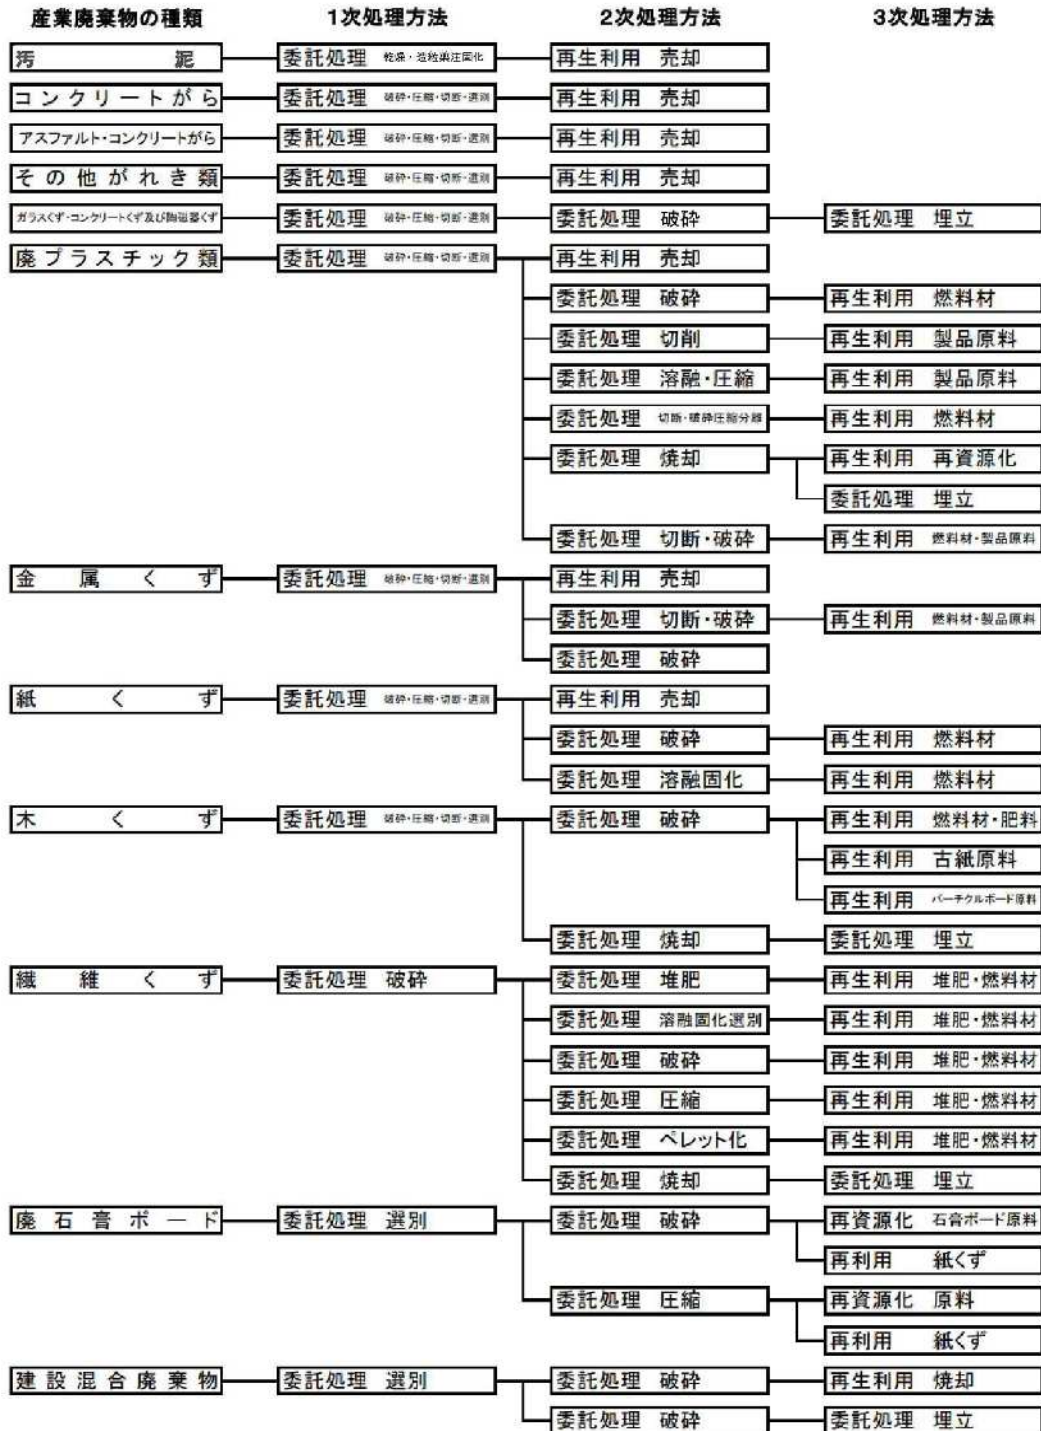 産業廃棄物の種類 1次処理方法 2次処理方法 3次処理方法
汚泥 委託処理 乾燥・造粒薬注固化 再生利用 売却
コンクリートがら 委託処理 破砕・圧縮・切断・選別 再生利用 売却
アスファルト・コンクリートがら 委託処理 破砕・圧縮・切断・選別 再生利用 売却
その他がれき類 委託処理 破砕・圧縮・切断・選別 再生利用 売却
ガラスくず・コンクリートくず及び陶磁器くず 委託処理 破砕・圧縮・切断・選別 委託処理 破砕 委託処理 埋立
廃プラスチック類 委託処理 破砕・圧縮・切断・選別 再生利用 売却
委託処理 破砕 再生利用 燃料材
委託処理 切削 再生利用 製品原料
委託処理 溶融・圧縮 再生利用 製品原料
委託処理 切断・破砕圧縮分離 再生利用 燃料材
委託処理 焼却 再生利用 再資源化
委託処理 埋立
委託処理 切断・破砕 再生利用 燃料材・製品原料
金属くず 委託処理 破砕・圧縮・切断・選別 再生利用 売却
委託処理 切断・破砕 再生利用 燃料材・製品原料
委託処理 破砕
紙くず 委託処理 破砕・圧縮・切断・選別 再生利用 売却
委託処理 破砕 再生利用 燃料材
委託処理 溶融固化 再生利用 燃料材
木くず 委託処理 破砕・圧縮・切断・選別 委託処理 破砕 再生利用 燃料材・肥料
再生利用 古紙原料
再生利用 パーチクルボード原料
委託処理 焼却 委託処理 埋立
繊維くず 委託処理 破砕 委託処理 堆肥 再生利用 堆肥・燃料材
委託処理 溶融固化選別 再生利用 堆肥・燃料材
委託処理 破砕 再生利用 堆肥・燃料材
委託処理 圧縮 再生利用 堆肥・燃料材
委託処理 ペレット化 再生利用 堆肥・燃料材
委託処理 焼却 委託処理 埋立
廃石膏ボード 委託処理 選別 委託処理 破砕 再資源化 石膏ボード原料
再利用 紙くず
委託処理 圧縮 再資源化 原料
再利用 紙くず
建設混合廃棄物 委託処理 選別 委託処理 破砕 再生利用 焼却
委託処理 破砕 委託処理 埋立